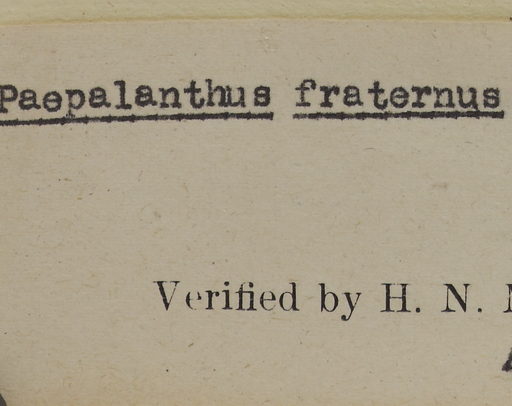 Paepalanthus fraternus
Verified by H. N.